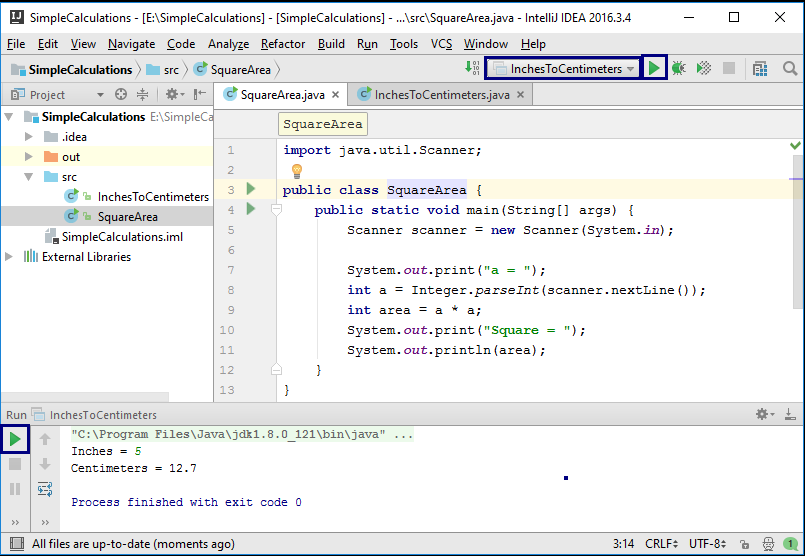 SimpleCalculations - [E:\SimpleCalculations] - [SimpleCalculations] - ...\src\SquareArea.java - IntelliJ IDEA 2016.3.4
File Edit View Navigate Code Analyze Refactor Build Run Tools VCS Window Help
SimpleCalculations src SquareArea InchesToCentimeters
Project SquareArea.java InchesToCentimeters.java
SimpleCalculations E:\SimpleCa
.idea
out
src
InchesToCentimeters
SquareArea
SimpleCalculations.iml
External Libraries
SquareArea
1 import java.util.Scanner;
2
3 public class SquareArea {
4 public static void main(String[] args) {
5 Scanner scanner = new Scanner(System.in);
6
7 System.out.print("a = ");
8 int a = Integer.parseInt(scanner.nextLine());
9 int area = a * a;
10 System.out.print("Square = ");
11 System.out.println(area);
12 }
13 }
Run InchesToCentimeters
"C:\Program Files\Java\jdk1.8.0_121\bin\java" ...
Inches = 5
Centimeters = 12.7
Process finished with exit code 0
All files are up-to-date (moments ago) 3:14 CRLF UTF-8 1